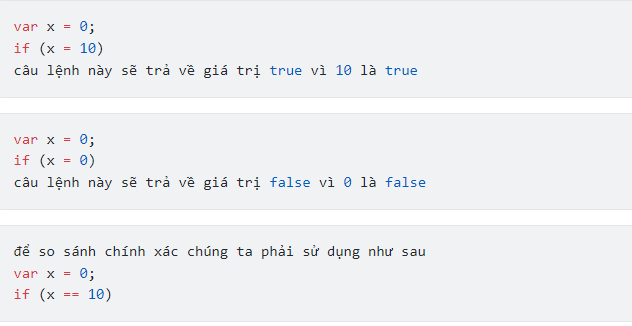 var x = 0;
if (x = 10)
câu lệnh này sẽ trả về giá trị true vì 10 là true
var x = 0;
if (x = 0)
câu lệnh này sẽ trả về giá trị false vì 0 là false
để so sánh chính xác chúng ta phải sử dụng như sau
var x = 0;
if (x == 10)